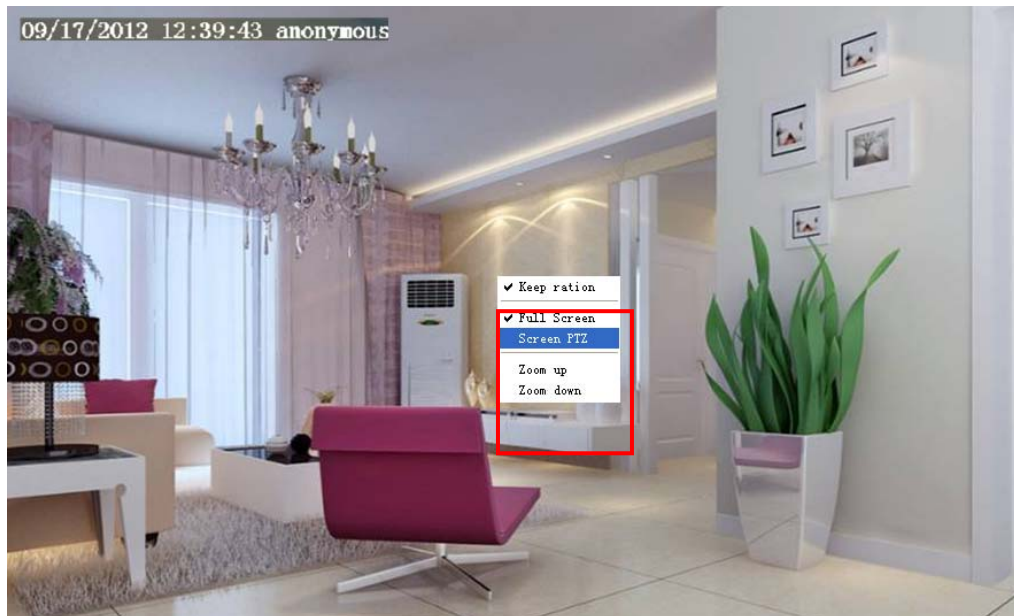 09/17/2012 12:39:43 anonymous
Keep ration
Full Screen
Screen PTZ
Zoom up
Zoom down